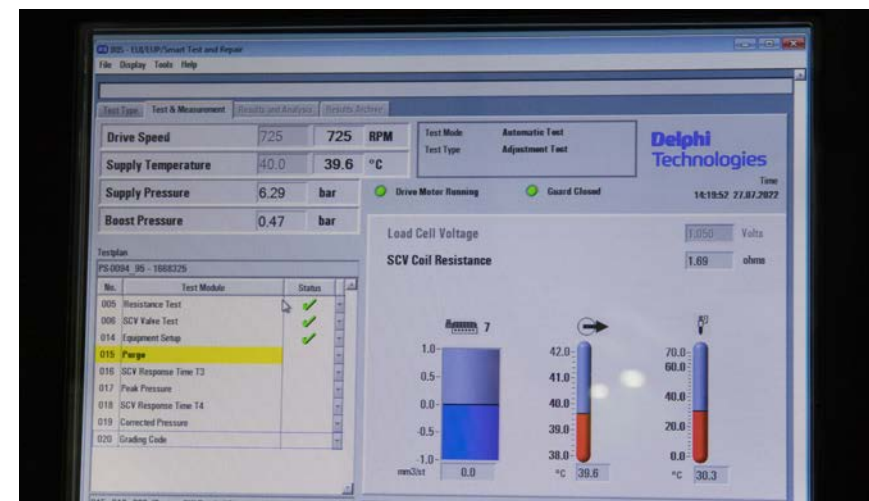 005 - EUI/EUP/Smart Test and Repair
File Display Tools Help
Test Type Test & Measurement Results and Analysis Results Archive
Drive Speed 725 725 RPM
Supply Temperature 40.0 39.6 °C
Supply Pressure 6.29 bar
Boost Pressure 0.47 bar
Test Mode Automatic Test
Test Type Adjustment Test
Delphi
Technologies
Drive Motor Running Guard Closed
Time
14:19:52 27.07.2022
Load Cell Voltage 1.050 Volts
SCV Coil Resistance 1.69 ohms
Testplan
PS-0094_95 - 1668325
No. Test Module Status
005 Resistance Test
006 SCV Valve Test
014 Equipment Setup
015 Purge
016 SCV Response Time T3
017 Peak Pressure
018 SCV Response Time T4
019 Corrected Pressure
020 Grading Code
7
1.0
0.5
0.0
-0.5
-1.0
mm3/st 0.0
42.0
41.0
40.0
39.0
38.0
°C 39.6
70.0
60.0
40.0
20.0
0.0
°C 30.3